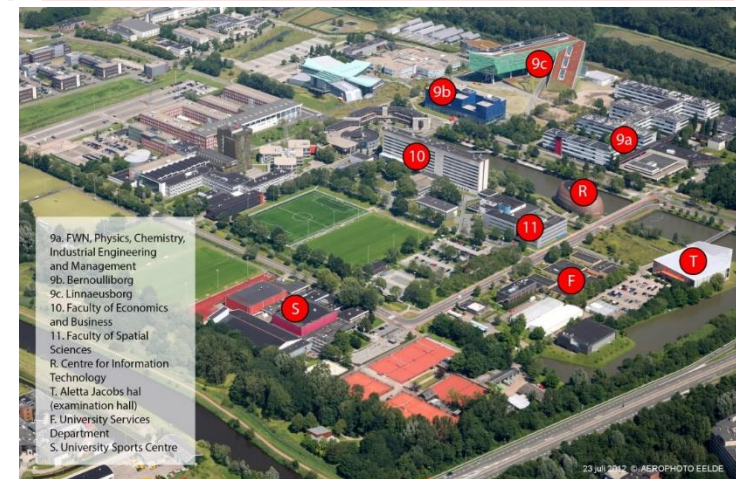 9c
9b
9a
10
R
11
T
F
S
9a. FWN, Physics, Chemistry,
Industrial Engineering
and Management
9b. Bernoulliborg
9c. Linnaeusborg
10. Faculty of Economics
and Business
11. Faculty of Spatial
Sciences
R. Centre for Information
Technology
T. Aletta Jacobs hal
(examination hall)
F. University Services
Department
S. University Sports Centre
23 juli 2012 © AEROPHOTO EELDE